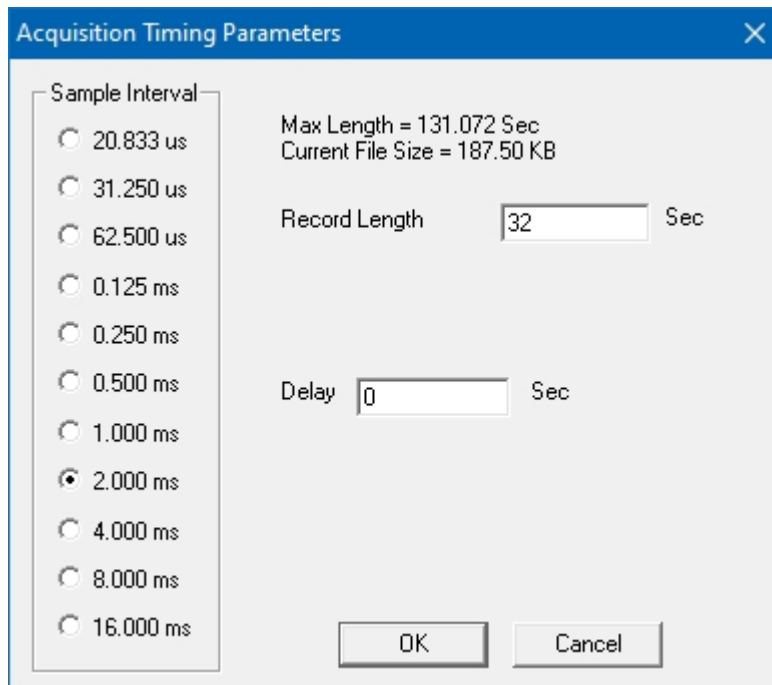 Acquisition Timing Parameters
Sample Interval
20.833 us
31.250 us
62.500 us
0.125 ms
0.250 ms
0.500 ms
1.000 ms
2.000 ms
4.000 ms
8.000 ms
16.000 ms
Max Length = 131.072 Sec
Current File Size = 187.50 KB
Record Length 32 Sec
Delay 0 Sec
OK Cancel